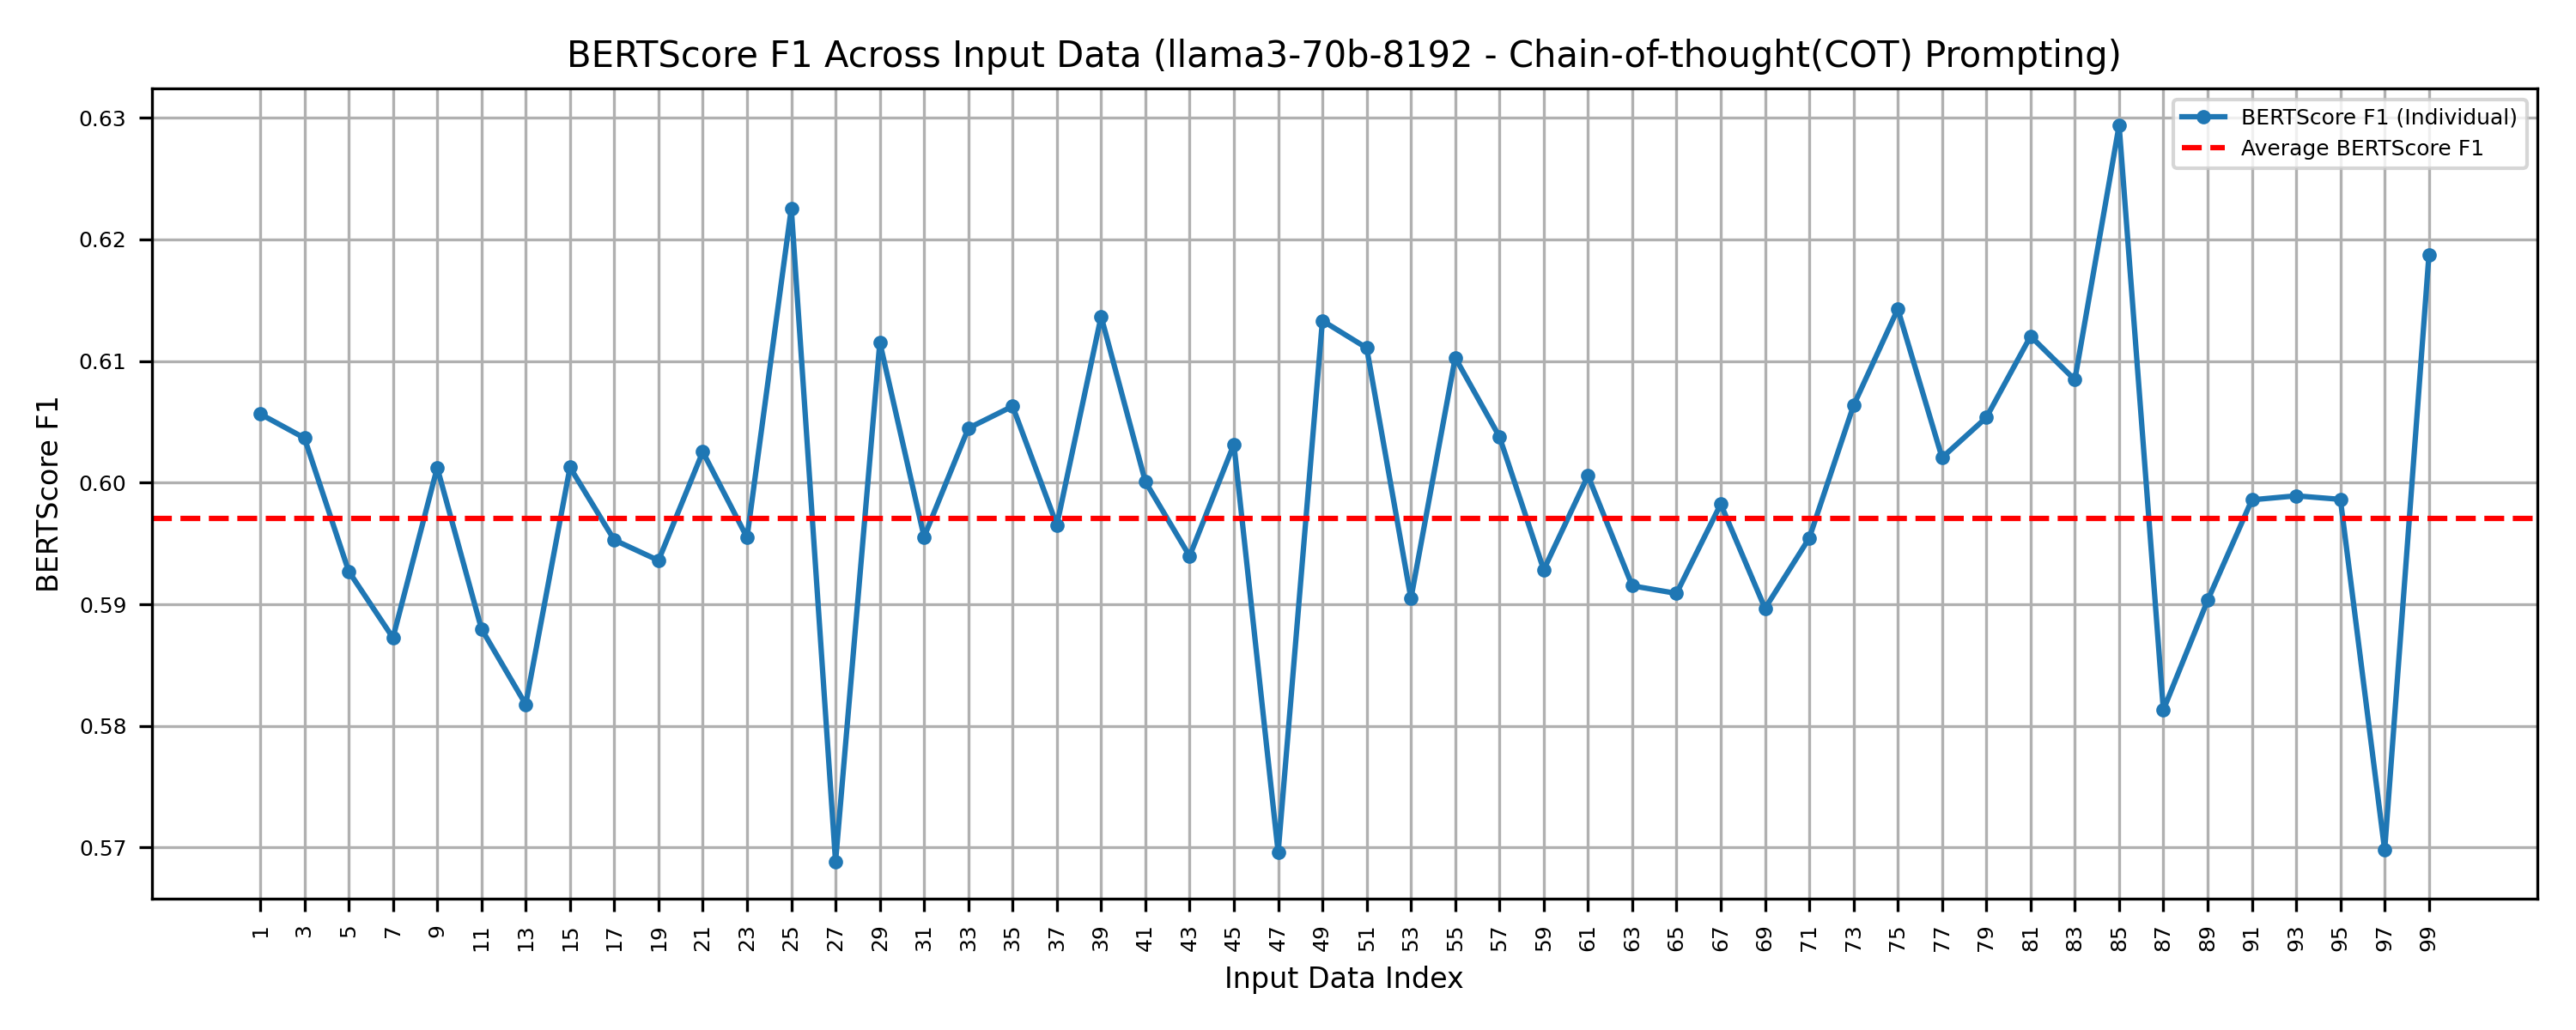 BERTScore F1 Across Input Data (llama3-70b-8192 - Chain-of-thought(COT) Prompting)
BERTScore F1 (Individual)
Average BERTScore F1
BERTScore F1
0.63
0.62
0.61
0.60
0.59
0.58
0.57
1 3 5 7 9 11 13 15 17 19 21 23 25 27 29 31 33 35 37 39 41 43 45 47 49 51 53 55 57 59 61 63 65 67 69 71 73 75 77 79 81 83 85 87 89 91 93 95 97 99
Input Data Index